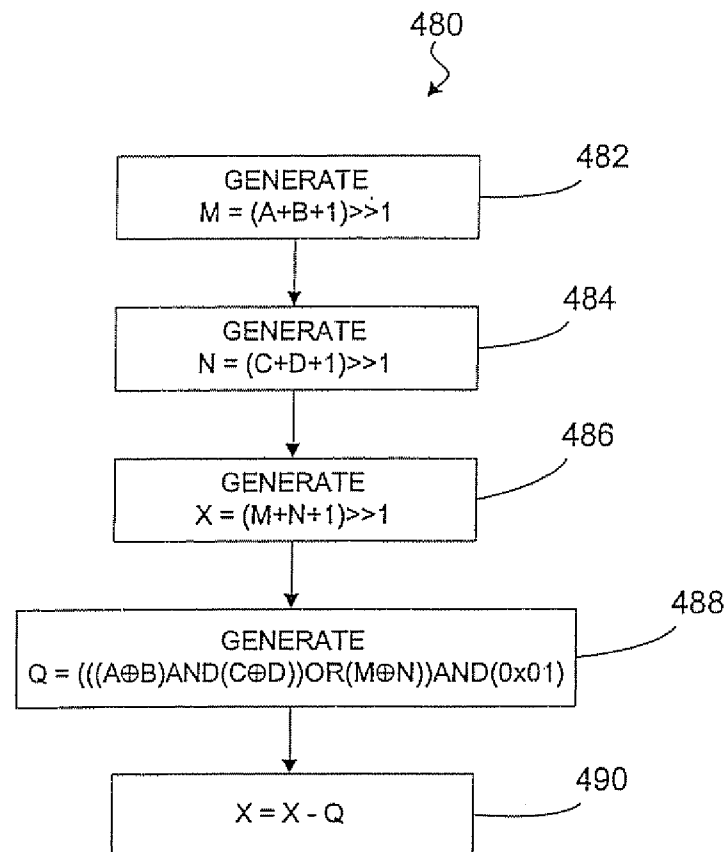 480
GENERATE
M = (A+B+1)>>1
482
GENERATE
N = (C+D+1)>>1
484
GENERATE
X = (M+N+1)>>1
486
GENERATE
Q = (((A⊕B)AND(C⊕D))OR(M⊕N))AND(0x01)
488
X = X - Q
490